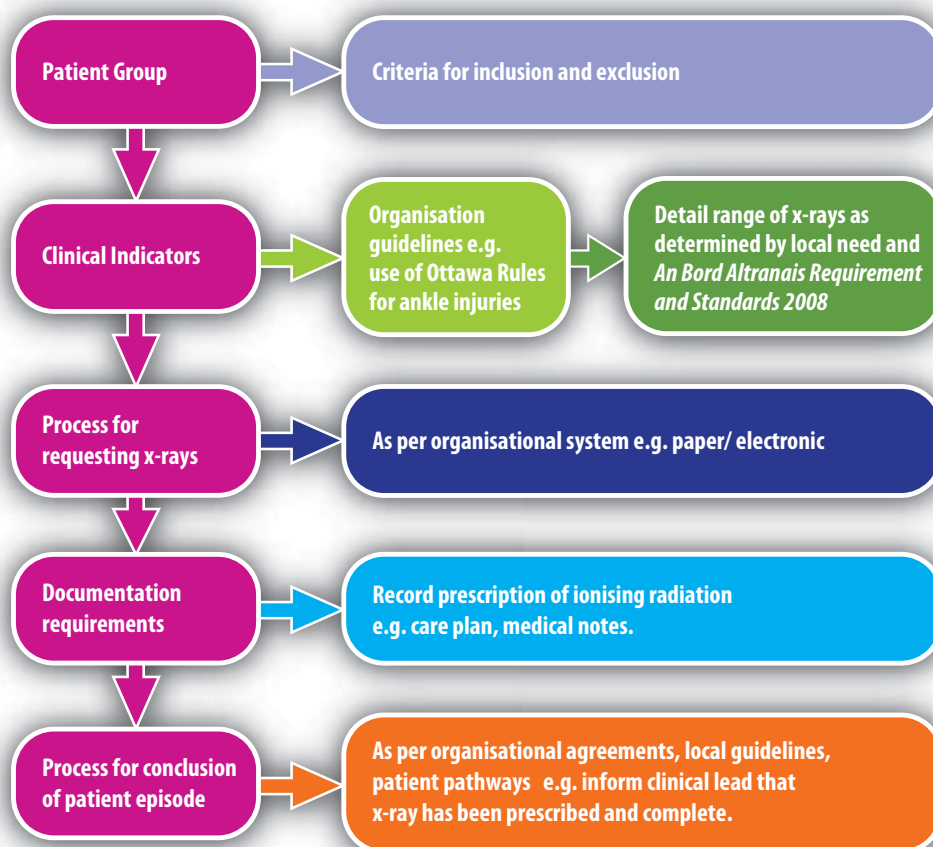 Patient Group
Criteria for inclusion and exclusion
Clinical Indicators
Organisation
guidelines e.g.
use of Ottawa Rules
for ankle injuries
Detail range of x-rays as
determined by local need and
An Bord Altranais Requirement
and Standards 2008
Process for
requesting x-rays
As per organisational system e.g. paper/ electronic
Documentation
requirements
Record prescription of ionising radiation
e.g. care plan, medical notes.
Process for conclusion
of patient episode
As per organisational agreements, local guidelines,
patient pathways e.g. inform clinical lead that
x-ray has been prescribed and complete.